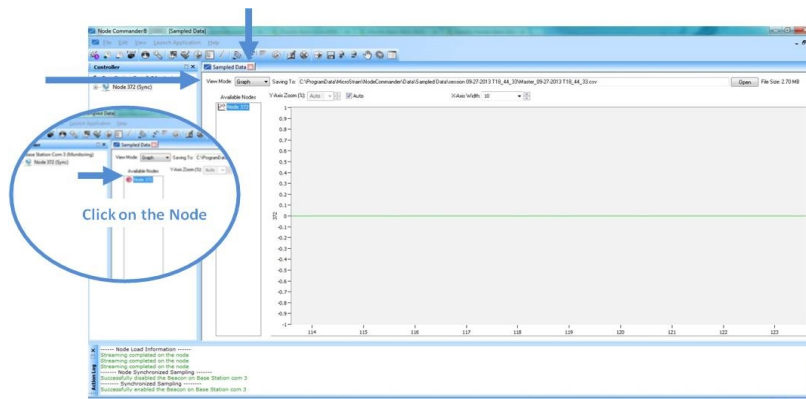 Node Commander® [Sampled Data]
File Edit View Launch Application Help
Controller
Sampled Data
Node 372 (Sync)
View Mode: Graph Saving To: C:\ProgramData\MicroStrain\NodeCommander\Data\Sampled Data\session 09-27-2013 T18_44_33\Master_09-27-2013 T18_44_33.csv Open File Size: 2.70 MB
Available Nodes Y-Axis Zoom (%): Auto Auto X-Axis Width: 10
Node 372
1
0.9
0.8
0.7
0.6
0.5
0.4
0.3
0.2
0.1
0
-0.1
-0.2
-0.3
-0.4
-0.5
-0.6
-0.7
-0.8
-0.9
-1
372
114 115 116 117 118 119 120 121 122 123
Sampled Data
Base Station Com 3 (Monitoring)
Node 372 (Sync)
View Mode: Graph Saving To: C:\ProgramData
Available Nodes Y-Axis Zoom (%): Auto
Node 372
Click on the Node
Action Log
------ Node Load Information ------
Streaming completed on the node
Streaming completed on the node
Streaming completed on the node
------- Node Synchronized Sampling -------
Successfully disabled the Beacon on Base Station com 3
-------- Synchronized Sampling -------
Successfully enabled the Beacon on Base Station com 3